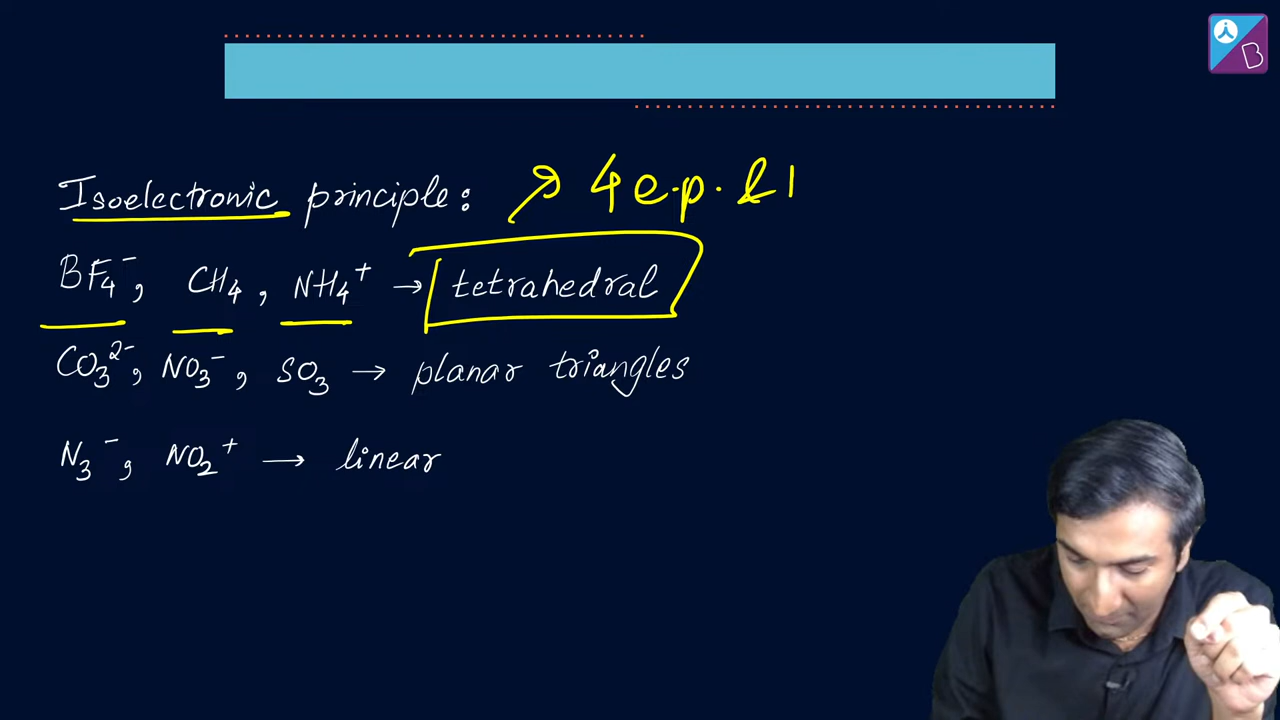 Isoelectronic principle: ↗ 4 e.p. & 1
BF₄⁻, CH₄, NH₄⁺ → tetrahedral
CO₃²⁻, NO₃⁻, SO₃ → planar triangles
N₃⁻, NO₂⁺ → linear
B